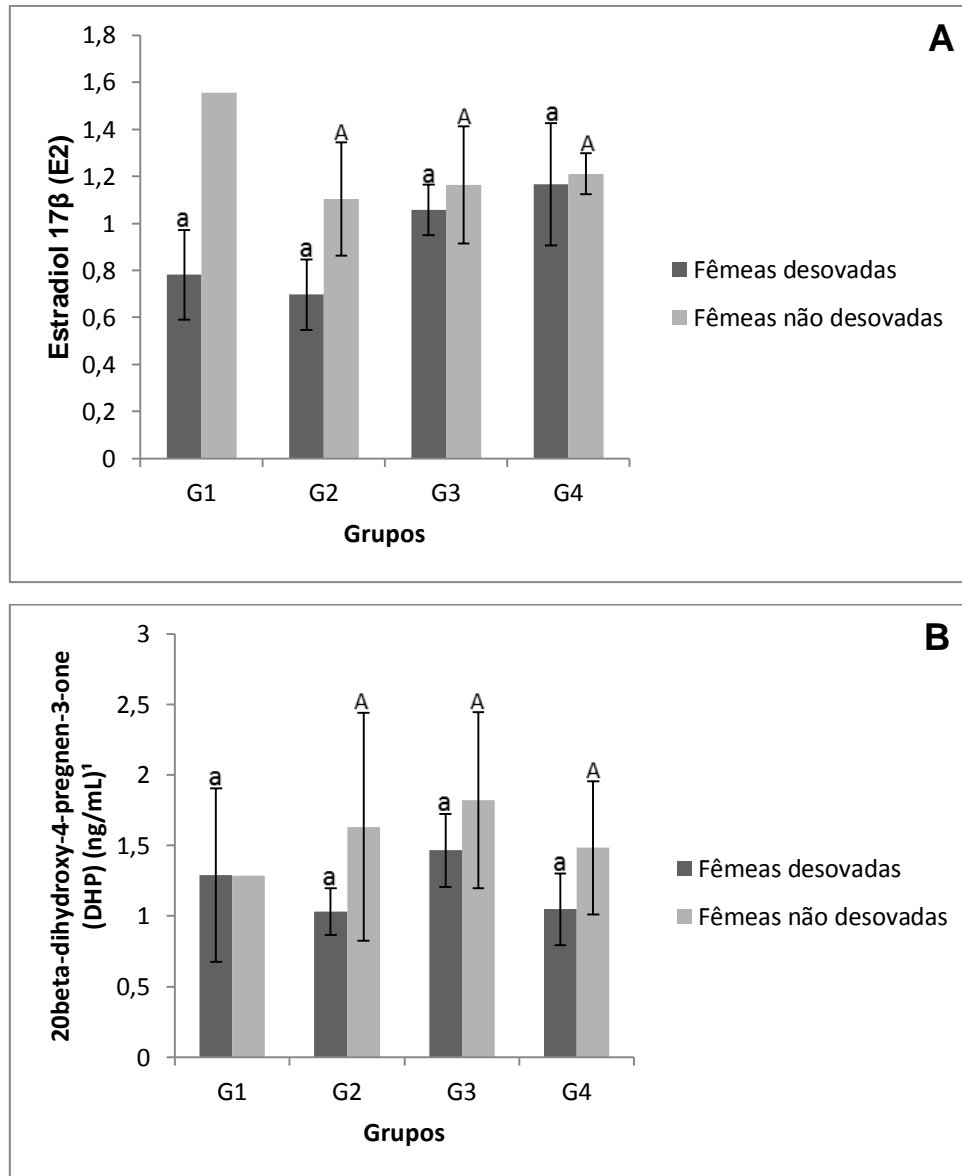 A
Estradiol 17β (E2)
1,8
1,6
1,4
1,2
1
0,8
0,6
0,4
0,2
0
a
a
A
a
A
a
A
G1
G2
G3
G4
Grupos
Fêmeas desovadas
Fêmeas não desovadas
B
20beta-dihydroxy-4-pregnen-3-one
(DHP) (ng/mL)¹
3
2,5
2
1,5
1
0,5
0
a
a
A
a
A
a
A
G1
G2
G3
G4
Grupos
Fêmeas desovadas
Fêmeas não desovadas